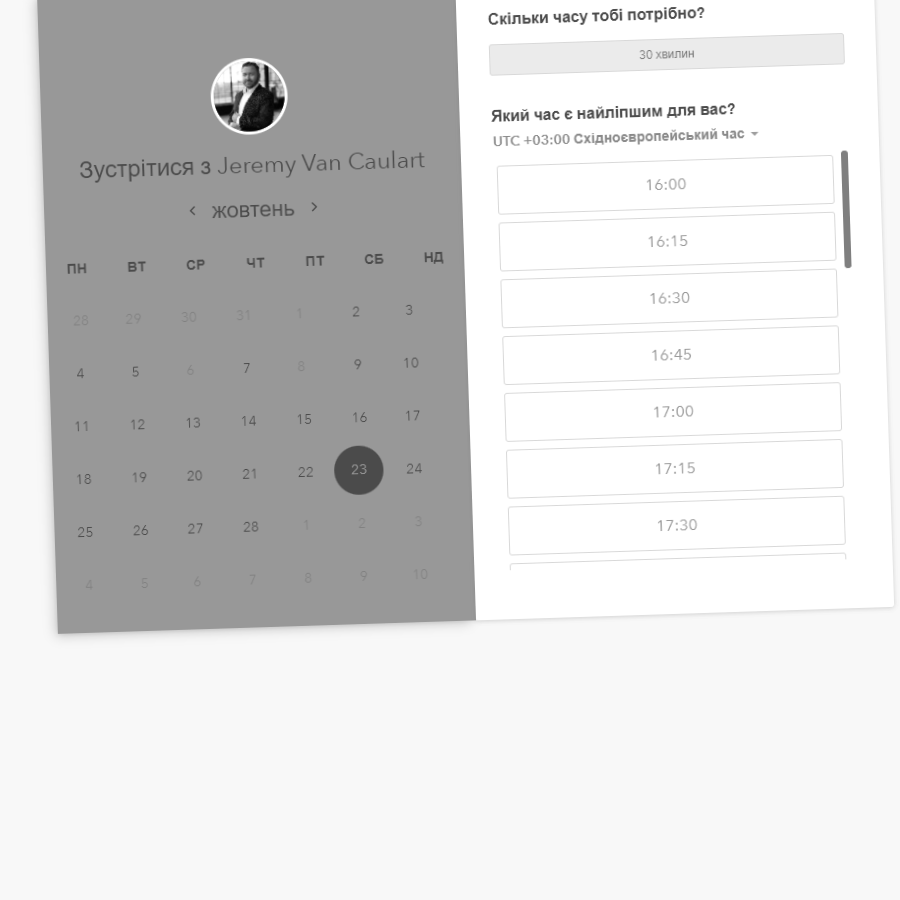 Зустрітися з Jeremy Van Caulart
жовтень
ПН ВТ СР ЧТ ПТ СБ НД
28 29 30 31 1 2 3
4 5 6 7 8 9 10
11 12 13 14 15 16 17
18 19 20 21 22 23 24
25 26 27 28 1 2 3
4 5 6 7 8 9 10
Скільки часу тобі потрібно?
30 хвилин
Який час є найліпшим для вас?
UTC +03:00 Східноєвропейський час
16:00
16:15
16:30
16:45
17:00
17:15
17:30